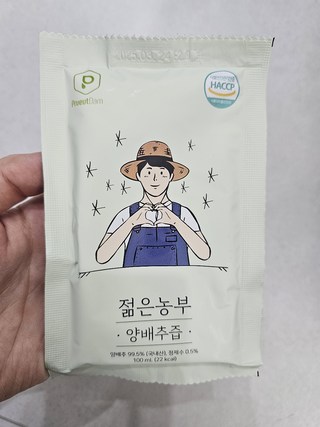 HACCP
젊은농부
· 양배추즙 ·
양배추 99.5% (국내산), 정제수 0.5%
100 ml (22 kcal)